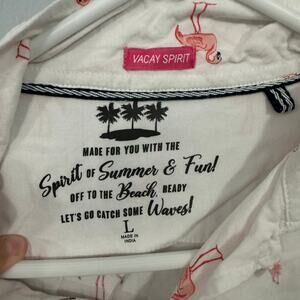 VACAY SPIRIT
MADE FOR YOU WITH THE
Spirit of Summer & Fun!
OFF TO THE Beach, READY
LET'S GO CATCH SOME Waves!
L
MADE IN
INDIA